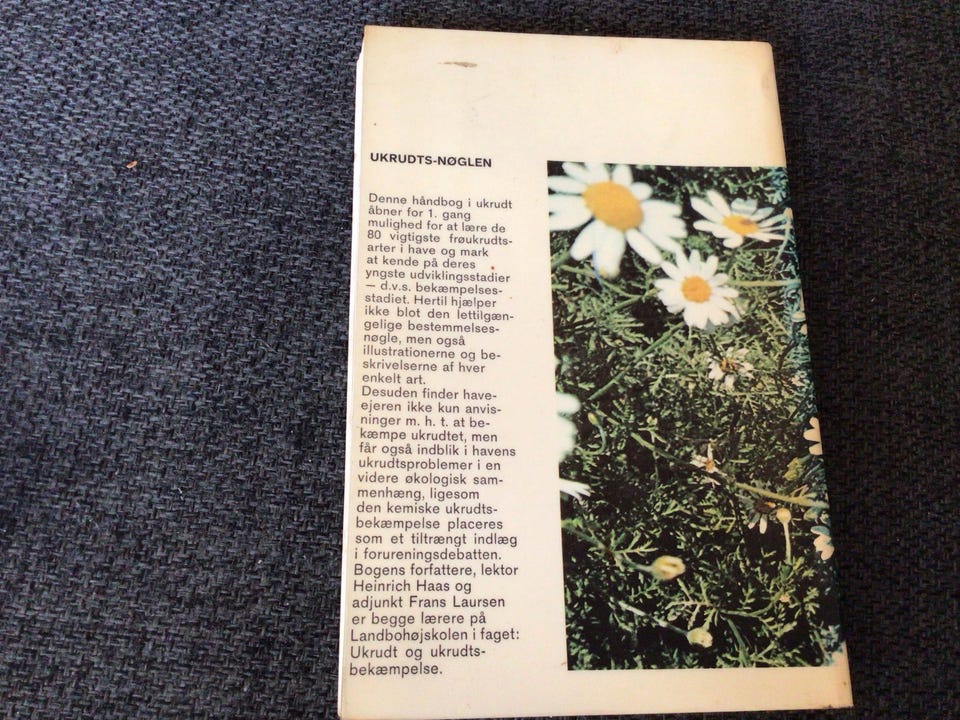 UKRUDTS-NØGLEN
Denne håndbog i ukrudt
åbner for 1. gang
mulighed for at lære de
80 vigtigste frøukrudts-
arter i have og mark
at kende på deres
yngste udviklingsstadier
— d.v.s. bekæmpelses-
stadiet. Hertil hjælper
ikke blot den lettilgæn-
gelige bestemmelses-
nøgle, men også
illustrationerne og be-
skrivelserne af hver
enkelt art.
Desuden finder have-
ejeren ikke kun anvis-
ninger m. h. t. at be-
kæmpe ukrudtet, men
får også indblik i havens
ukrudtsproblemer i en
videre økologisk sam-
menhæng, ligesom
den kemiske ukrudts-
bekæmpelse placeres
som et tiltrængt indlæg
i forureningsdebatten.
Bogens forfattere, lektor
Heinrich Haas og
adjunkt Frans Laursen
er begge lærere på
Landbohøjskolen i faget:
Ukrudt og ukrudts-
bekæmpelse.